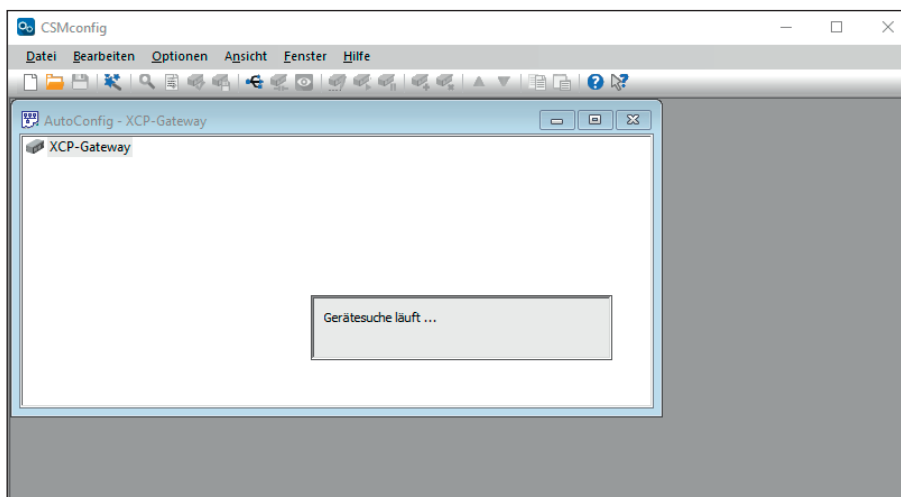 CSMconfig
Datei Bearbeiten Optionen Ansicht Fenster Hilfe
AutoConfig - XCP-Gateway
XCP-Gateway
Gerätesuche läuft ...